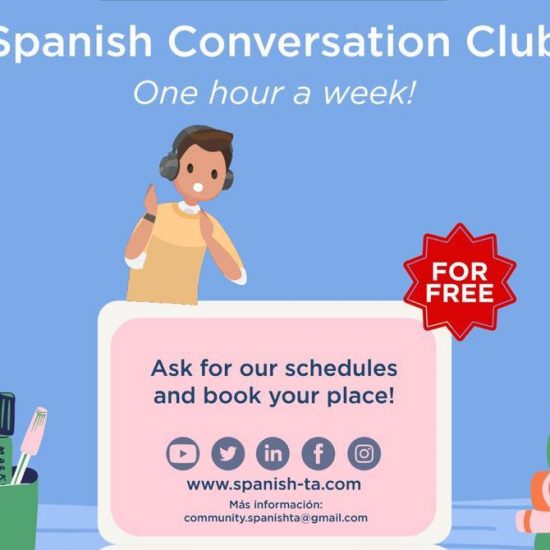 Spanish Conversation Club
One hour a week!
FOR
FREE
Ask for our schedules
and book your place!
www.spanish-ta.com
Más información:
community.spanishta@gmail.com
MARK